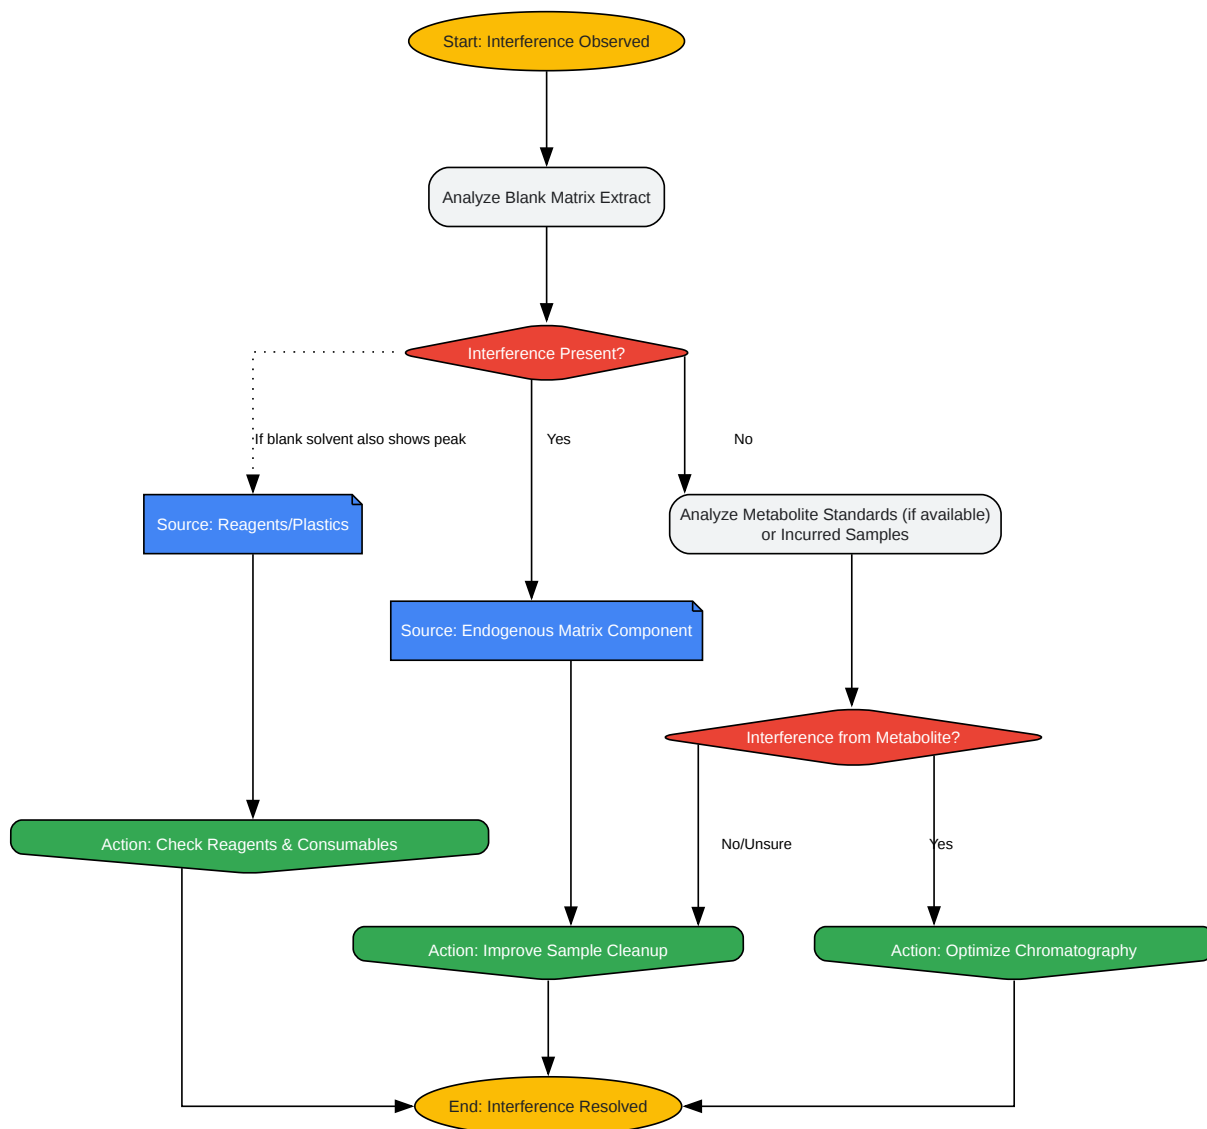 Start: Interference Observed
Analyze Blank Matrix Extract
Interference Present?
If blank solvent also shows peak
Yes
No
Source: Reagents/Plastics
Analyze Metabolite Standards (if available)
or Incurred Samples
Source: Endogenous Matrix Component
Interference from Metabolite?
Action: Check Reagents & Consumables
No/Unsure
Yes
Action: Improve Sample Cleanup
Action: Optimize Chromatography
End: Interference Resolved